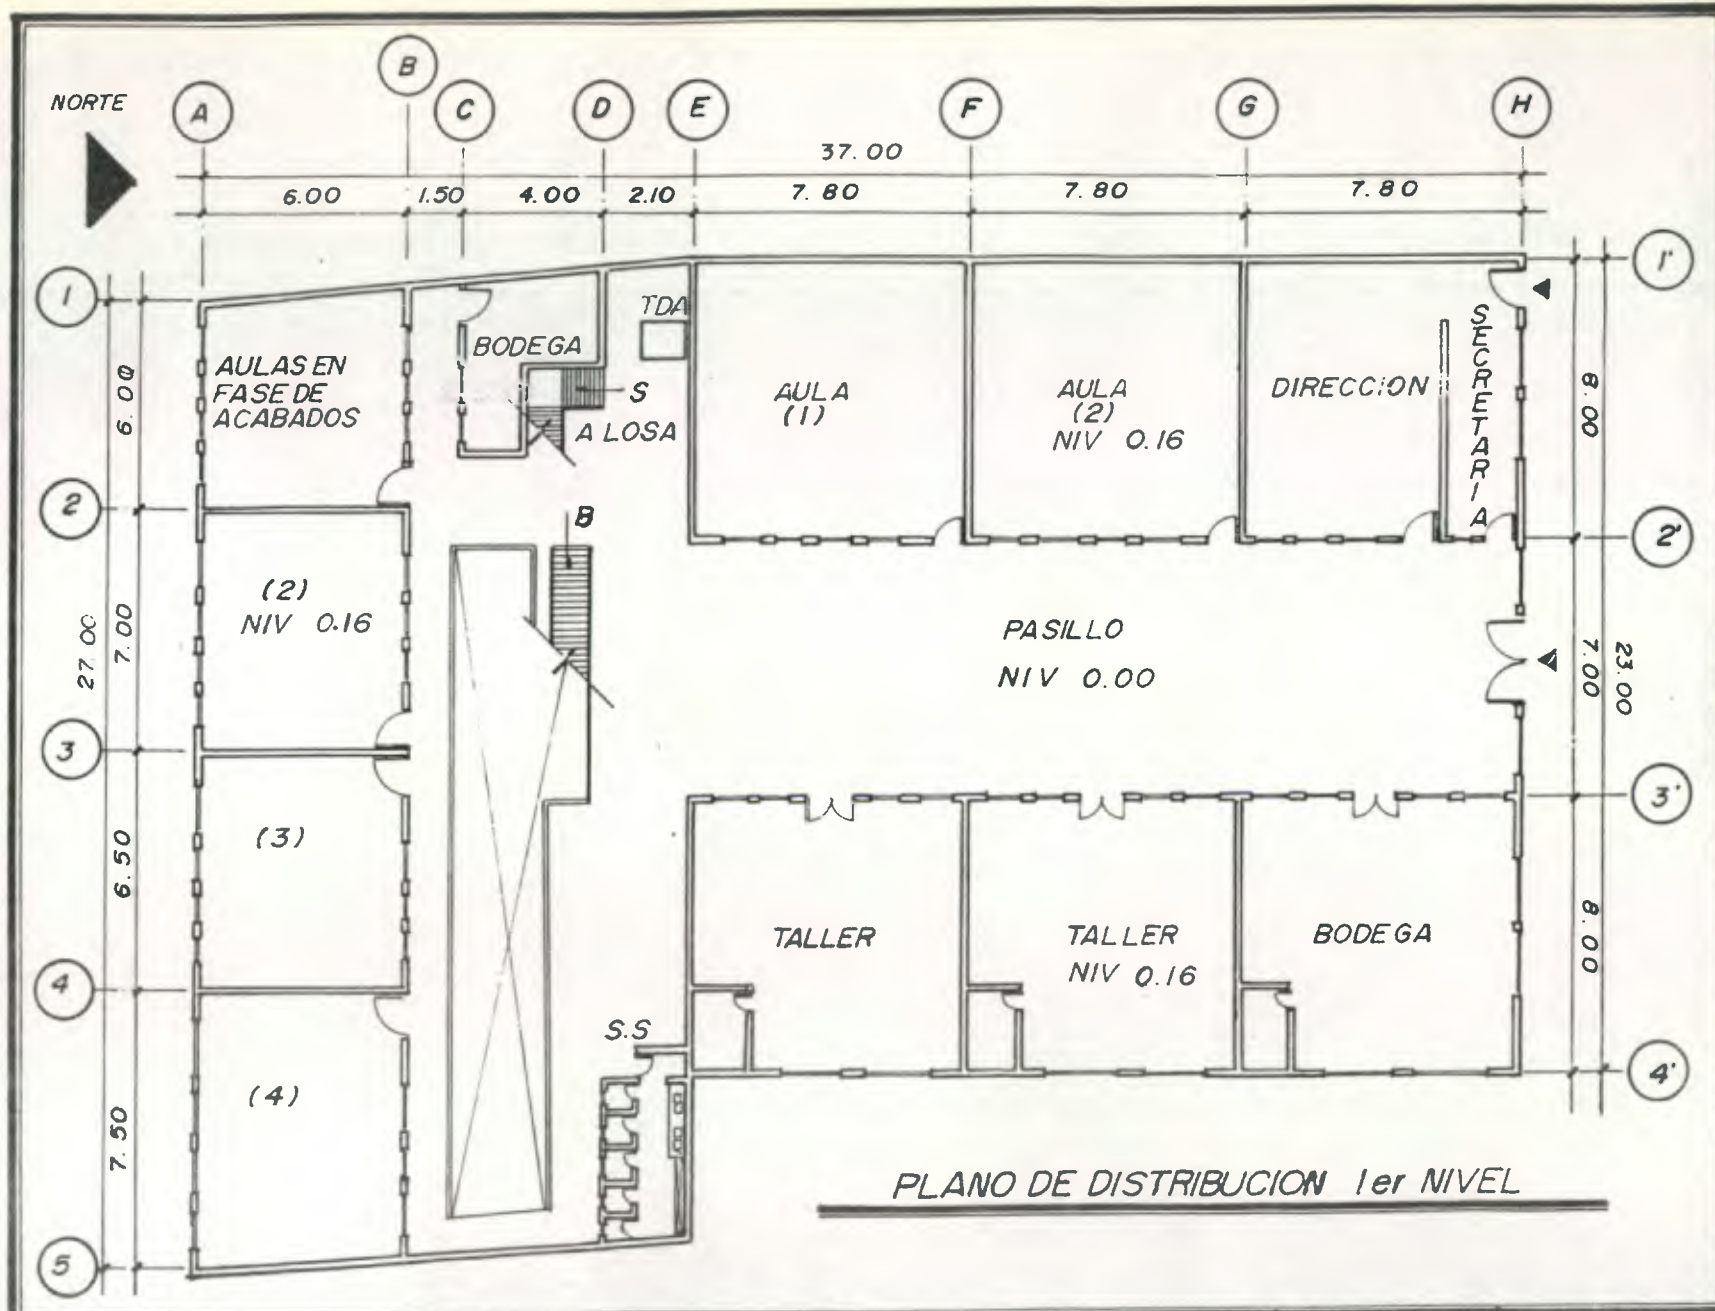 NORTE
A
B
C
D
E
F
G
H
37.00
6.00
1.50
4.00
2.10
7.80
7.80
7.80
1
2
3
4
5
27.00
6.00
7.00
6.50
7.50
1'
2'
3'
4'
8.00
7.00
8.00
23.00
AULAS EN
FASE DE
ACABADOS
BODEGA
TDA
S
A LOSA
B
AULA
(1)
AULA
(2)
NIV 0.16
DIRECCION
SECRETARIA
(2)
NIV 0.16
PASILLO
NIV 0.00
(3)
(4)
TALLER
TALLER
NIV 0.16
BODEGA
S.S
PLANO DE DISTRIBUCION 1er NIVEL